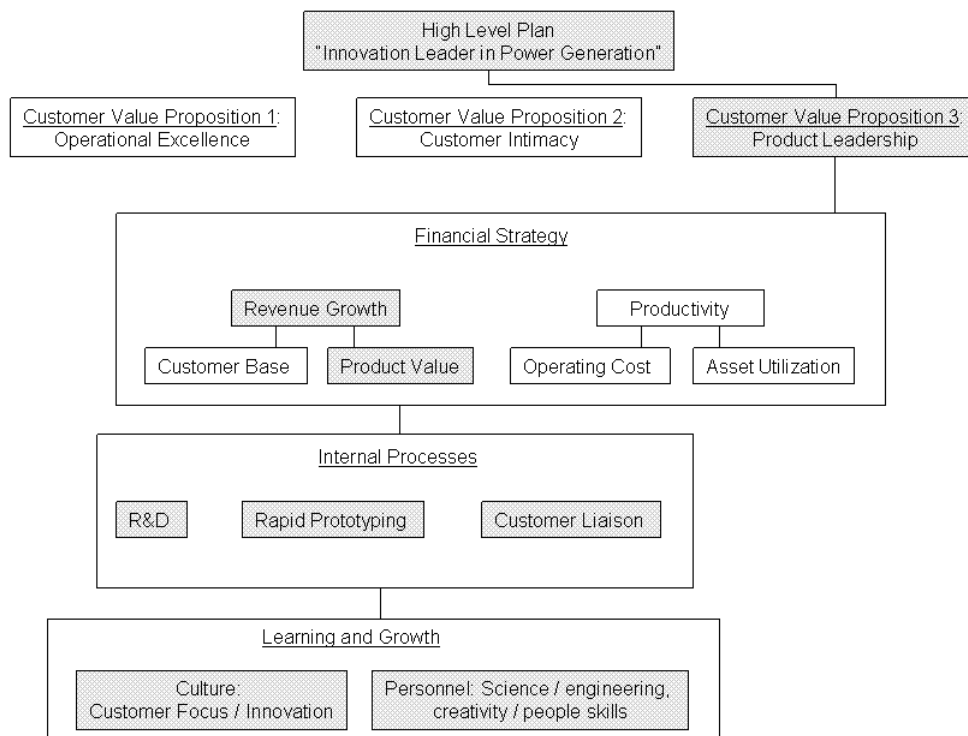 High Level Plan
"Innovation Leader in Power Generation"
Customer Value Proposition 1:
Operational Excellence
Customer Value Proposition 2:
Customer Intimacy
Customer Value Proposition 3:
Product Leadership
Financial Strategy
Revenue Growth
Productivity
Customer Base
Product Value
Operating Cost
Asset Utilization
Internal Processes
R&D
Rapid Prototyping
Customer Liaison
Learning and Growth
Culture:
Customer Focus / Innovation
Personnel: Science / engineering,
creativity / people skills